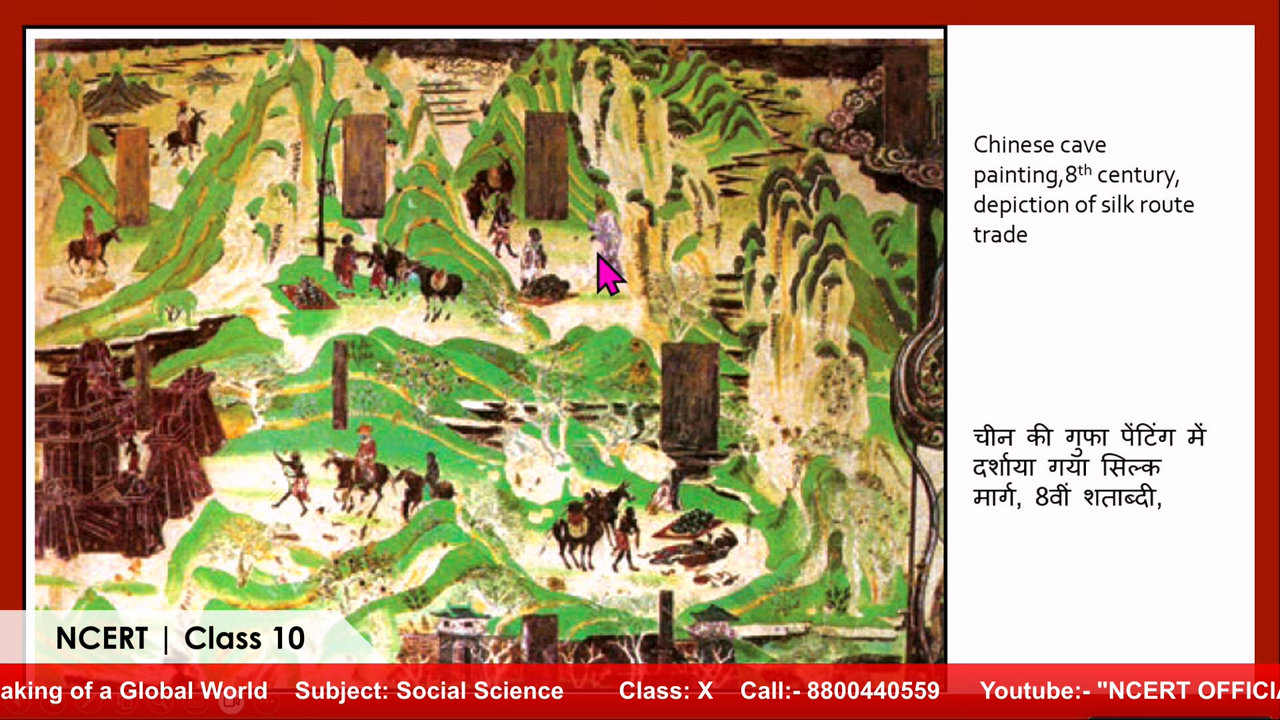 Chinese cave
painting,8th century,
depiction of silk route
trade
चीन की गुफा पेंटिंग में
दर्शाया गया सिल्क
मार्ग, 8वीं शताब्दी,
NCERT | Class 10
aking of a Global World Subject: Social Science Class: X Call:- 8800440559 Youtube:- "NCERT OFFICIA